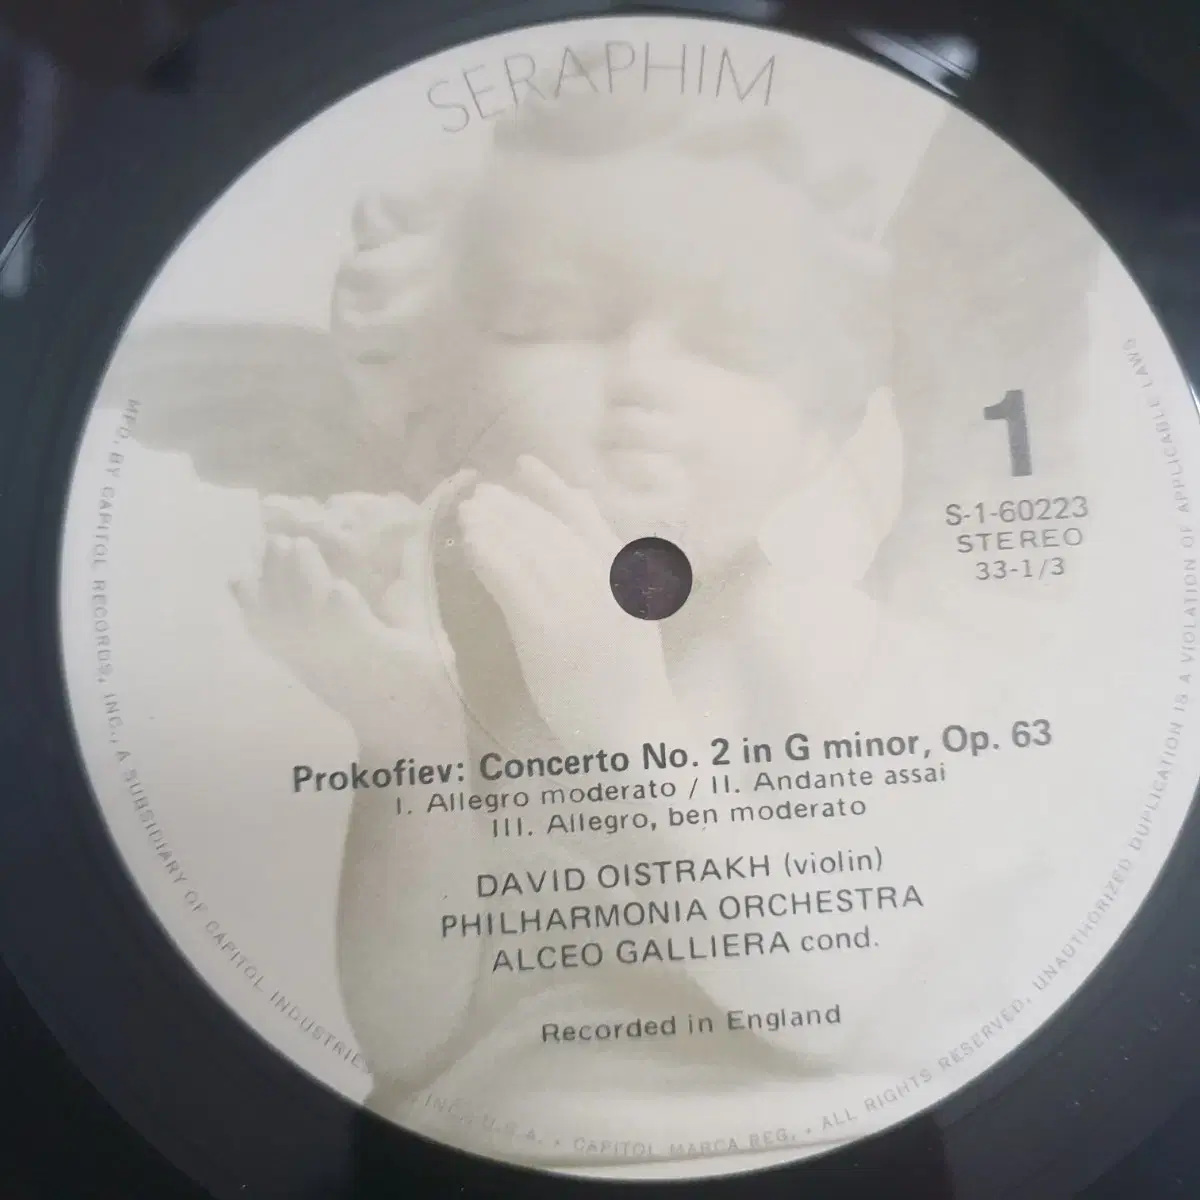 SERAPHIM
1
S-1-60223
STEREO
33-1/3
Prokofiev: Concerto No. 2 in G minor, Op. 63
I. Allegro moderato / II. Andante assai
III. Allegro, ben moderato
DAVID OISTRAKH (violin)
PHILHARMONIA ORCHESTRA
ALCEO GALLIERA cond.
Recorded in England
MFD. BY CAPITOL RECORDS, INC., A SUBSIDIARY OF CAPITOL INDUSTRIES, INC., U.S.A. • CAPITOL MARCA REG. • ALL RIGHTS RESERVED. UNAUTHORIZED DUPLICATION IS A VIOLATION OF APPLICABLE LAWS